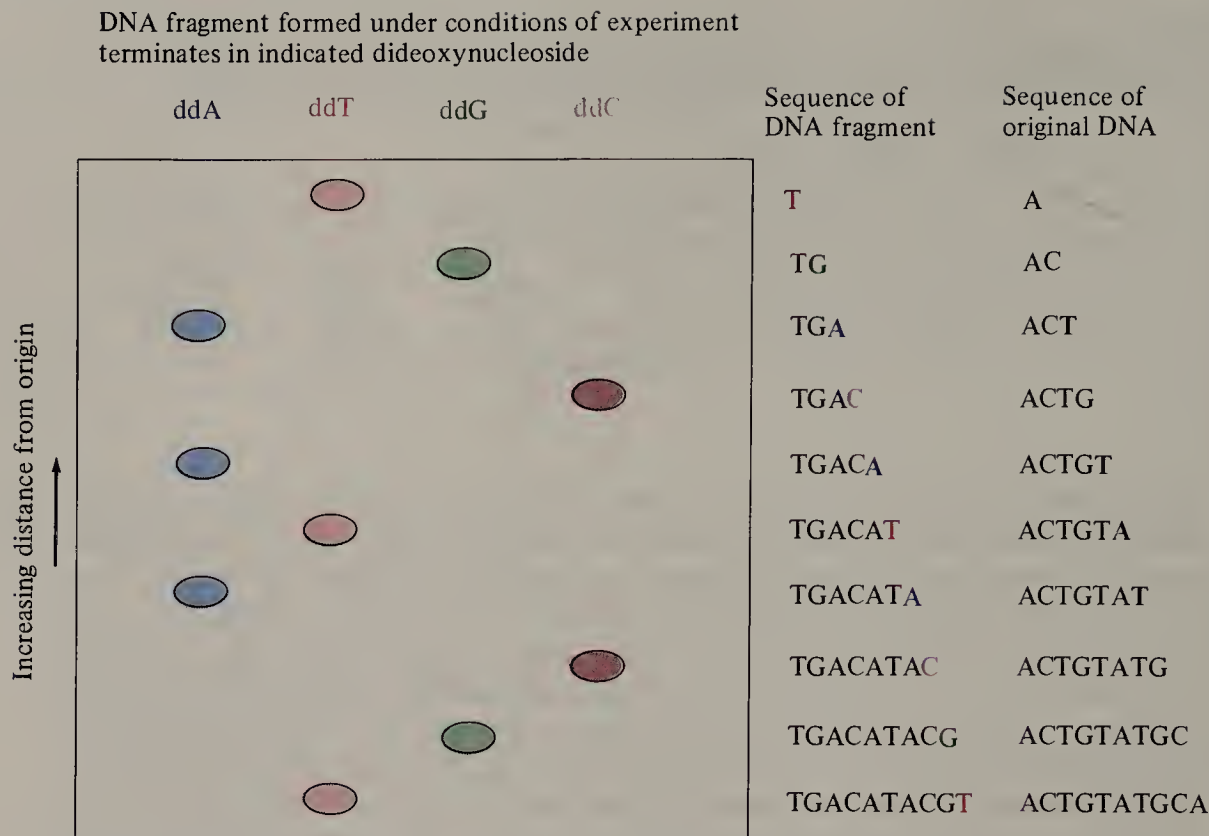 DNA fragment formed under conditions of experiment
terminates in indicated dideoxynucleoside
ddA ddT ddG ddC
Sequence of
DNA fragment
Sequence of
original DNA
T A
TG AC
TGA ACT
TGAC ACTG
TGACA ACTGT
TGACAT ACTGTA
TGACATA ACTGTAT
TGACATAC ACTGTATG
TGACATACG ACTGTATGC
TGACATACGT ACTGTATGCA
Increasing distance from origin